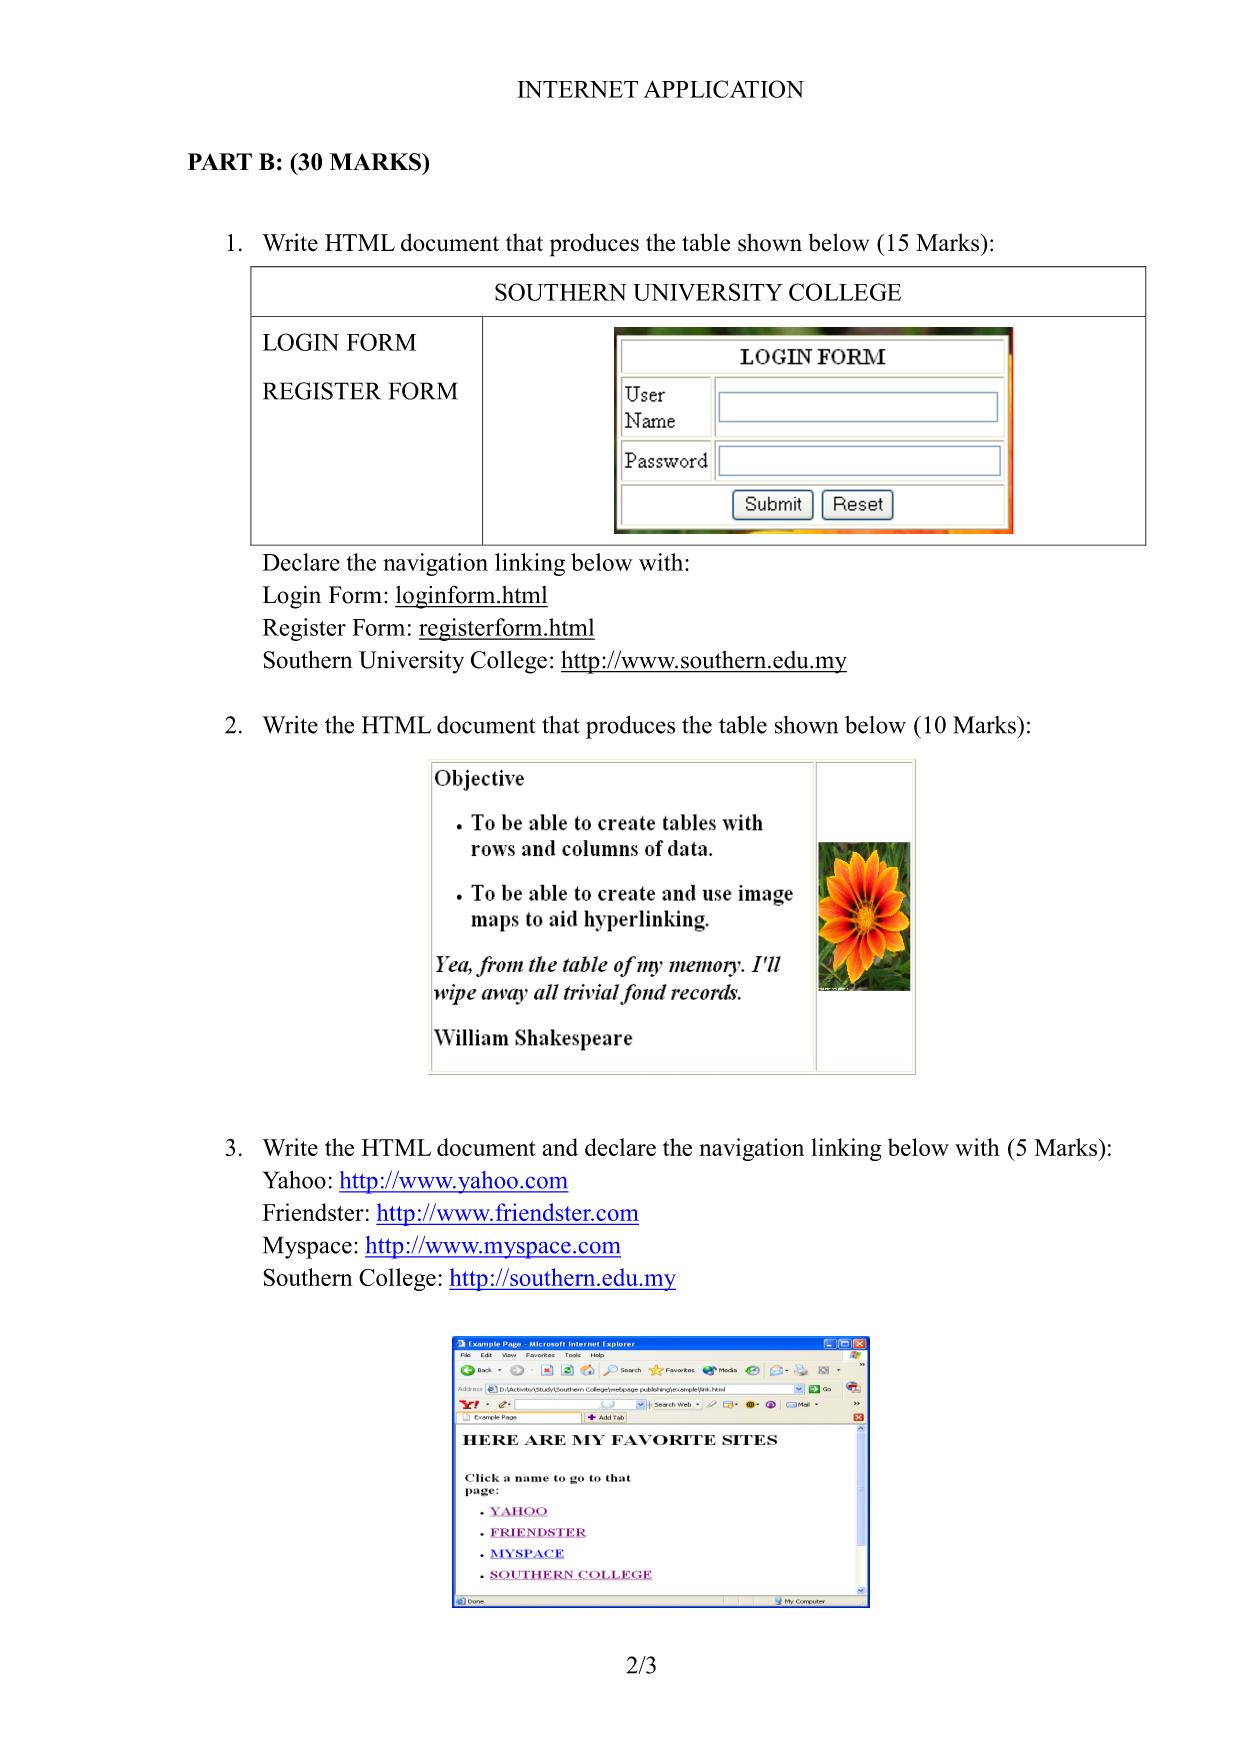 INTERNET APPLICATION
PART B: (30 MARKS)
1. Write HTML document that produces the table shown below (15 Marks):
SOUTHERN UNIVERSITY COLLEGE
LOGIN FORM
REGISTER FORM
LOGIN FORM
User
Name
Password
Submit Reset
Declare the navigation linking below with:
Login Form: loginform.html
Register Form: registerform.html
Southern University College: http://www.southern.edu.my
2. Write the HTML document that produces the table shown below (10 Marks):
Objective
• To be able to create tables with
rows and columns of data.
• To be able to create and use image
maps to aid hyperlinking.
Yea, from the table of my memory. I'll
wipe away all trivial fond records.
William Shakespeare
3. Write the HTML document and declare the navigation linking below with (5 Marks):
Yahoo: http://www.yahoo.com
Friendster: http://www.friendster.com
Myspace: http://www.myspace.com
Southern College: http://southern.edu.my
Example Page - Microsoft Internet Explorer
File Edit View Favorites Tools Help
Back Search Favorites Media
Address D:\Activitiy\Study\Southern College\webpage publishing\example\link.html Go
Y! Search Web Mail
Example Page Add Tab
HERE ARE MY FAVORITE SITES
Click a name to go to that
page:
• YAHOO
• FRIENDSTER
• MYSPACE
• SOUTHERN COLLEGE
Done My Computer
2/3